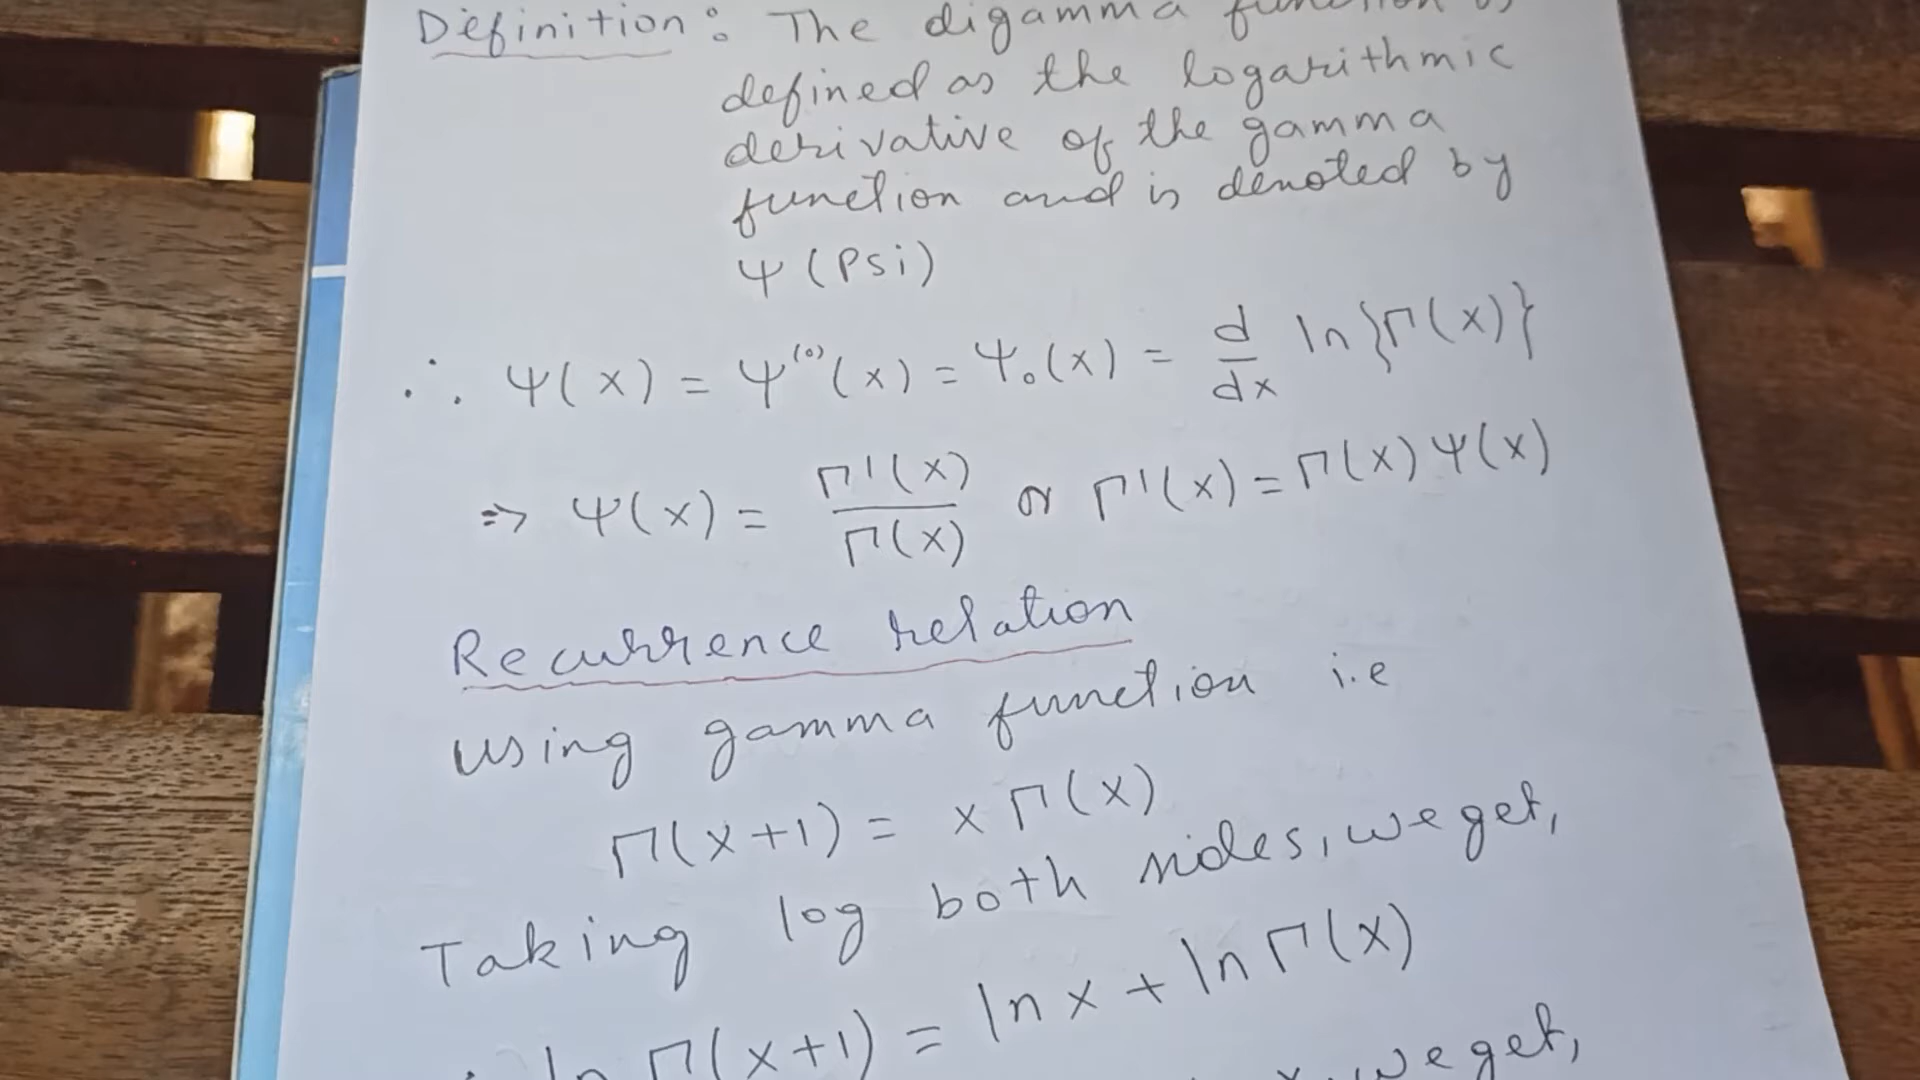 Definition : The digamma function is
defined as the logarithmic
derivative of the gamma
function and is denoted by
Ψ (Psi)
∴ Ψ(x) = Ψ⁽⁰⁾(x) = Ψ₀(x) = d/dx ln{Γ(x)}
⇒ Ψ(x) = Γ'(x)/Γ(x) or Γ'(x) = Γ(x) Ψ(x)
Recurrence relation
using gamma function i.e
Γ(x+1) = x Γ(x)
Taking log both sides, we get,
ln Γ(x+1) = ln x + ln Γ(x)
we get,